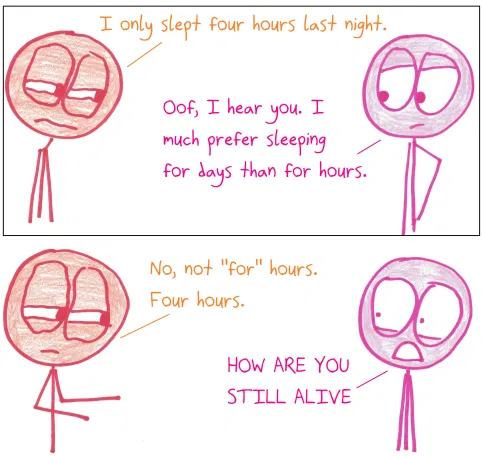 I only slept four hours last night.
Oof, I hear you. I
much prefer sleeping
for days than for hours.
No, not "for" hours.
Four hours.
HOW ARE YOU
STILL ALIVE